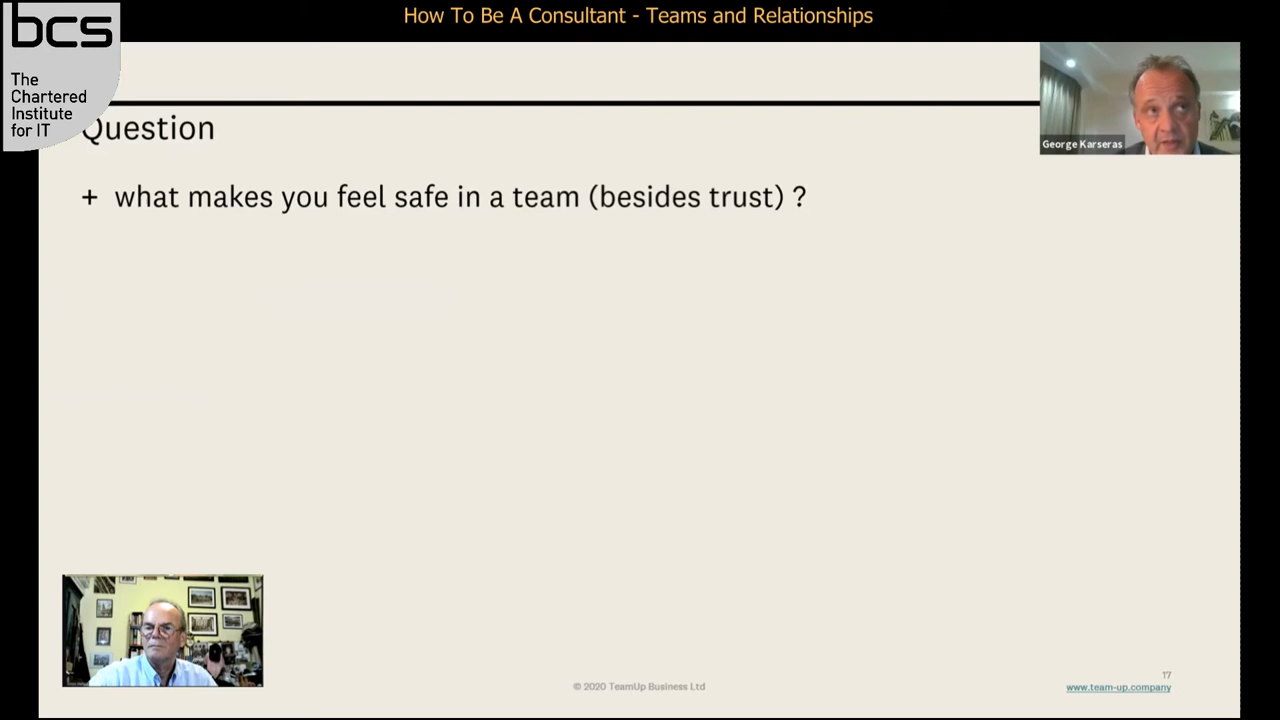 How To Be A Consultant - Teams and Relationships
bcs
The
Chartered
Institute
for IT
Question
George Karseras
+ what makes you feel safe in a team (besides trust) ?
17
© 2020 TeamUp Business Ltd
www.team-up.company